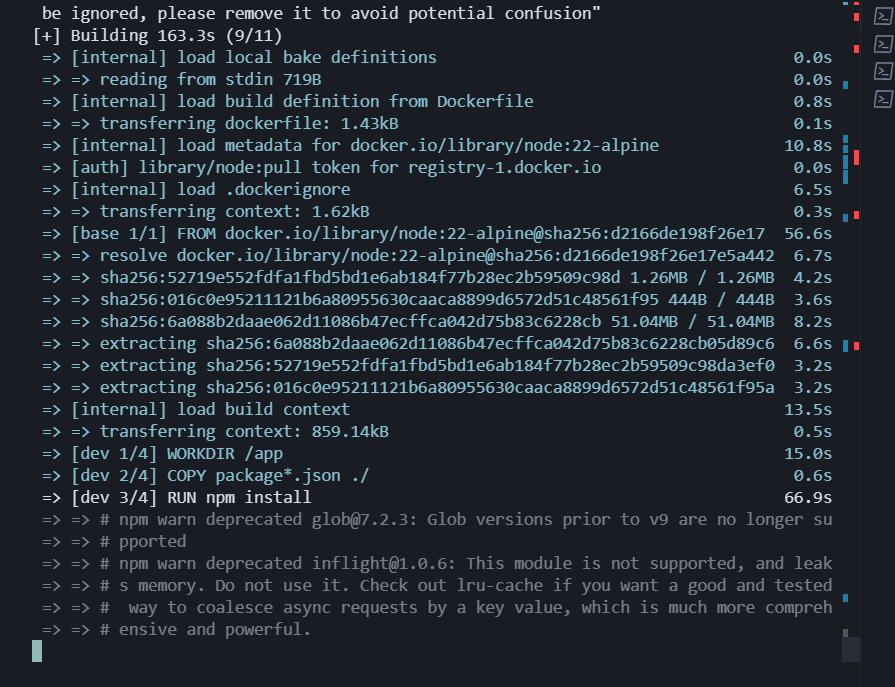 be ignored, please remove it to avoid potential confusion"
[+] Building 163.3s (9/11)
=> [internal] load local bake definitions 0.0s
=> => reading from stdin 719B 0.0s
=> [internal] load build definition from Dockerfile 0.8s
=> => transferring dockerfile: 1.43kB 0.1s
=> [internal] load metadata for docker.io/library/node:22-alpine 10.8s
=> [auth] library/node:pull token for registry-1.docker.io 0.0s
=> [internal] load .dockerignore 6.5s
=> => transferring context: 1.62kB 0.3s
=> [base 1/1] FROM docker.io/library/node:22-alpine@sha256:d2166de198f26e17 56.6s
=> => resolve docker.io/library/node:22-alpine@sha256:d2166de198f26e17e5a442 6.7s
=> => sha256:52719e552fdfa1fbd5bd1e6ab184f77b28ec2b59509c98d 1.26MB / 1.26MB 4.2s
=> => sha256:016c0e95211121b6a80955630caaca8899d6572d51c48561f95 444B / 444B 3.6s
=> => sha256:6a088b2daae062d11086b47ecffca042d75b83c6228cb 51.04MB / 51.04MB 8.2s
=> => extracting sha256:6a088b2daae062d11086b47ecffca042d75b83c6228cb05d89c6 6.6s
=> => extracting sha256:52719e552fdfa1fbd5bd1e6ab184f77b28ec2b59509c98da3ef0 3.2s
=> => extracting sha256:016c0e95211121b6a80955630caaca8899d6572d51c48561f95a 3.2s
=> [internal] load build context 13.5s
=> => transferring context: 859.14kB 0.5s
=> [dev 1/4] WORKDIR /app 15.0s
=> [dev 2/4] COPY package*.json ./ 0.6s
=> [dev 3/4] RUN npm install 66.9s
=> => # npm warn deprecated glob@7.2.3: Glob versions prior to v9 are no longer su
=> => # pported
=> => # npm warn deprecated inflight@1.0.6: This module is not supported, and leak
=> => # s memory. Do not use it. Check out lru-cache if you want a good and tested
=> => #  way to coalesce async requests by a key value, which is much more compreh
=> => # ensive and powerful.